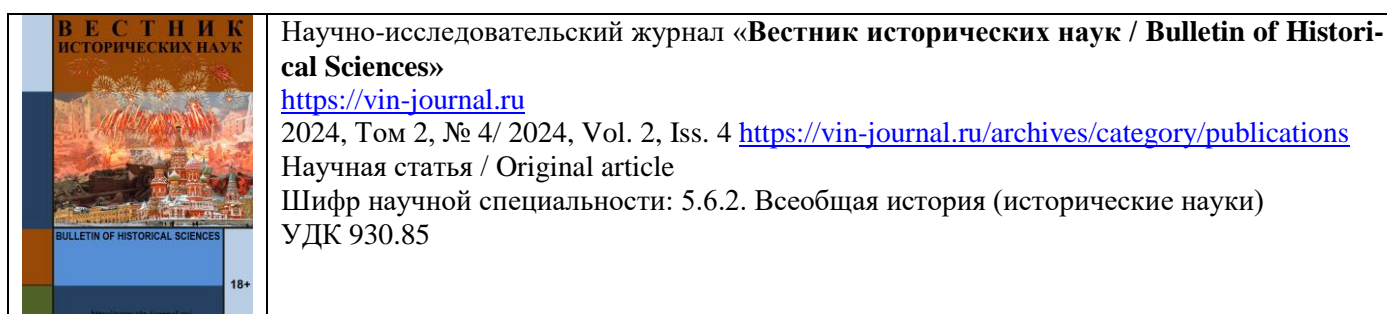 ВЕСТНИК
ИСТОРИЧЕСКИХ НАУК
BULLETIN OF HISTORICAL SCIENCES
18+
Научно-исследовательский журнал «Вестник исторических наук / Bulletin of Histori-
cal Sciences»
https://vin-journal.ru
2024, Том 2, № 4/ 2024, Vol. 2, Iss. 4 https://vin-journal.ru/archives/category/publications
Научная статья / Original article
Шифр научной специальности: 5.6.2. Всеобщая история (исторические науки)
УДК 930.85